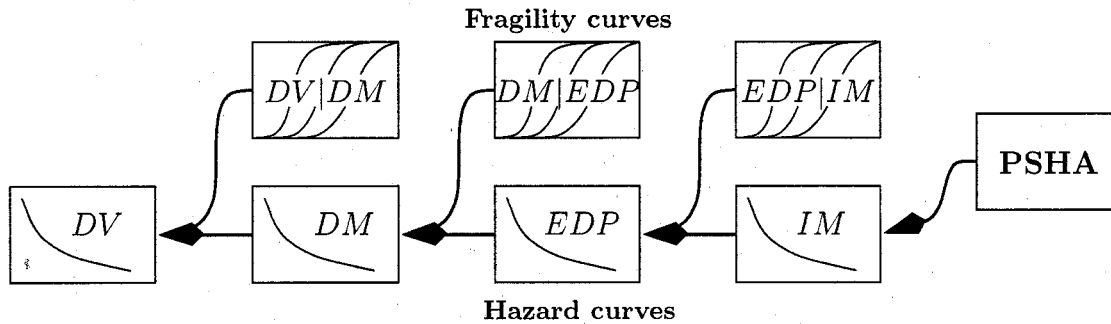 Fragility curves
DV|DM DM|EDP EDP|IM
PSHA
DV DM EDP IM
Hazard curves